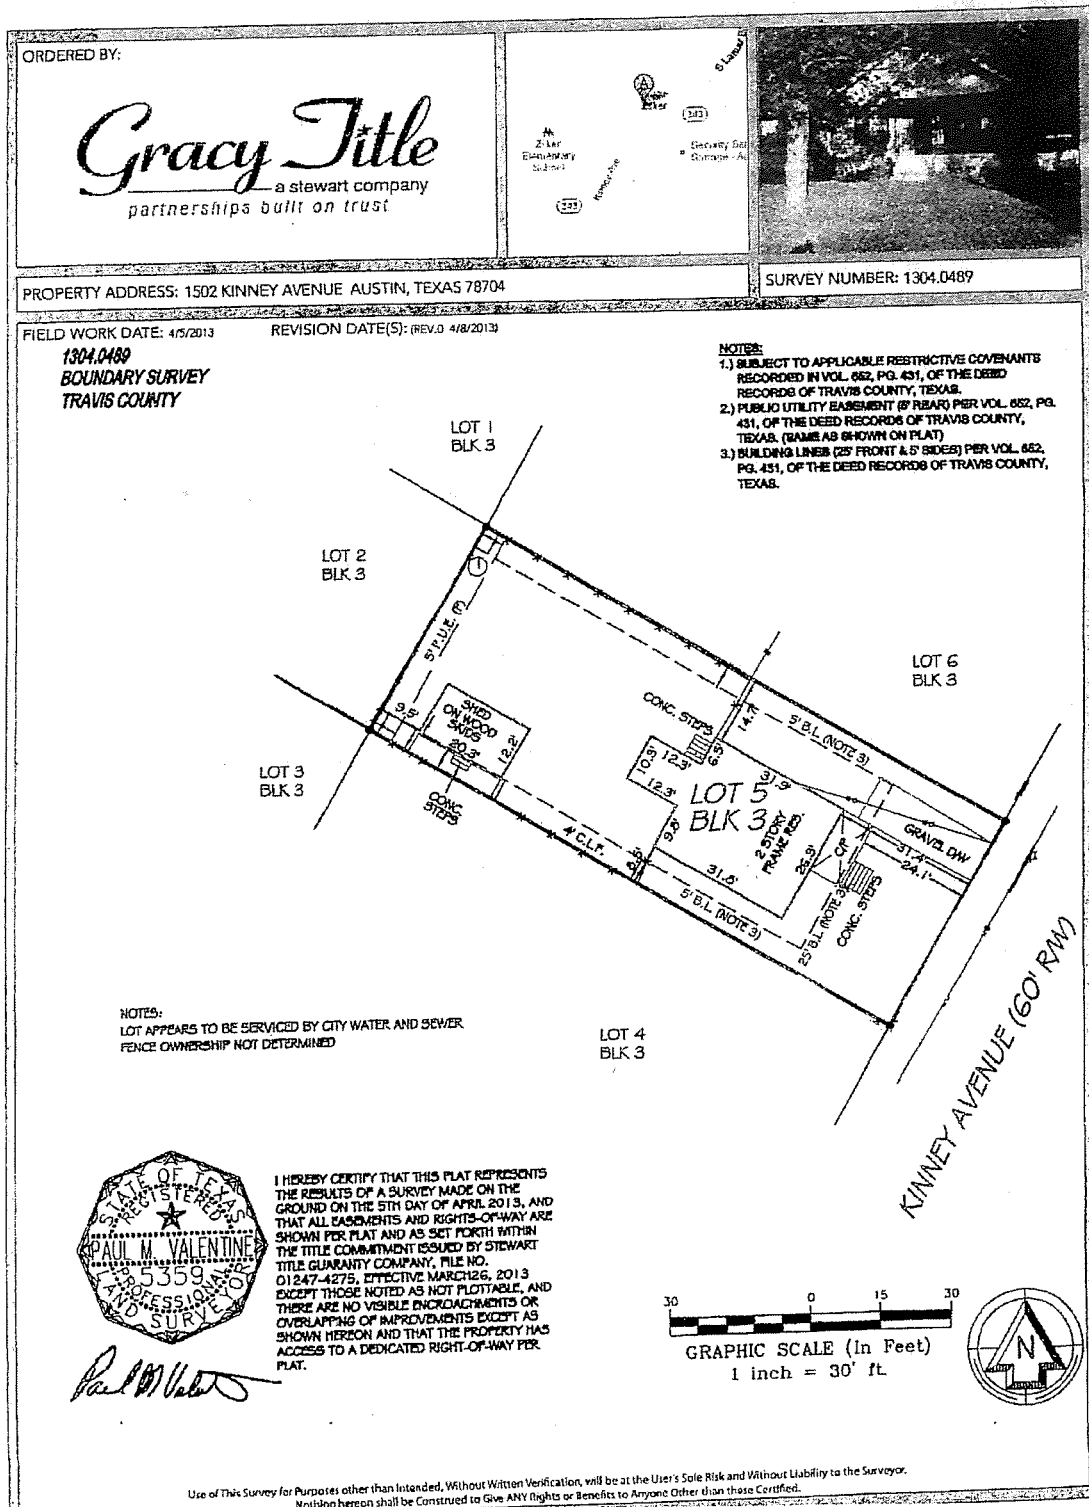 ORDERED BY:
Gracy Title
a stewart company
partnerships built on trust
S Lamar
A
Zilker
343
Zilker
Elementary
School
Kinney Ave
343
PROPERTY ADDRESS: 1502 KINNEY AVENUE AUSTIN, TEXAS 78704
SURVEY NUMBER: 1304.0489
FIELD WORK DATE: 4/5/2013
REVISION DATE(S): (REV.0 4/8/2013)
1304.0489
BOUNDARY SURVEY
TRAVIS COUNTY
NOTES:
1.) SUBJECT TO APPLICABLE RESTRICTIVE COVENANTS
RECORDED IN VOL. 652, PG. 431, OF THE DEED
RECORDS OF TRAVIS COUNTY, TEXAS.
2.) PUBLIC UTILITY EASEMENT (5' REAR) PER VOL. 652, PG.
431, OF THE DEED RECORDS OF TRAVIS COUNTY,
TEXAS. (SAME AS SHOWN ON PLAT)
3.) BUILDING LINES (25' FRONT & 5' SIDES) PER VOL. 652,
PG. 431, OF THE DEED RECORDS OF TRAVIS COUNTY,
TEXAS.
LOT 1
BLK 3
LOT 2
BLK 3
5' P.U.E. (P)
LOT 6
BLK 3
CONC. STEPS
14.7'
6.5'
5' B.L. (NOTE 3)
9.5'
SHED
ON WOOD
SKIDS
20.3'
12.2'
LOT 3
BLK 3
CONC.
STEPS
10.3'
12.3'
12.3'
31.9'
LOT 5
BLK 3
9.8'
2 STORY
FRAME RES.
C/P
GRAVEL D/W
31.4'
24.1'
4' C.L.F.
31.8'
26.9'
5' B.L. (NOTE 3)
25' B.L. (NOTE 3)
CONC. STEPS
KINNEY AVENUE (60' R/W)
NOTES:
LOT APPEARS TO BE SERVICED BY CITY WATER AND SEWER
FENCE OWNERSHIP NOT DETERMINED
LOT 4
BLK 3
STATE OF TEXAS
REGISTERED
PAUL M. VALENTINE
5359
PROFESSIONAL
LAND SURVEYOR
I HEREBY CERTIFY THAT THIS PLAT REPRESENTS
THE RESULTS OF A SURVEY MADE ON THE
GROUND ON THE 5TH DAY OF APRIL 2013, AND
THAT ALL EASEMENTS AND RIGHTS-OF-WAY ARE
SHOWN PER PLAT AND AS SET FORTH WITHIN
THE TITLE COMMITMENT ISSUED BY STEWART
TITLE GUARANTY COMPANY, FILE NO.
01247-4275, EFFECTIVE MARCH26, 2013
EXCEPT THOSE NOTED AS NOT PLOTTABLE, AND
THERE ARE NO VISIBLE ENCROACHMENTS OR
OVERLAPPING OF IMPROVEMENTS EXCEPT AS
SHOWN HEREON AND THAT THE PROPERTY HAS
ACCESS TO A DEDICATED RIGHT-OF-WAY PER
PLAT.
30 0 15 30
GRAPHIC SCALE (In Feet)
1 inch = 30' ft.
N
Use of This Survey for Purposes other than Intended, Without Written Verification, will be at the User's Sole Risk and Without Liability to the Surveyor.
Nothing hereon shall be Construed to Give ANY Rights or Benefits to Anyone Other than those Certified.